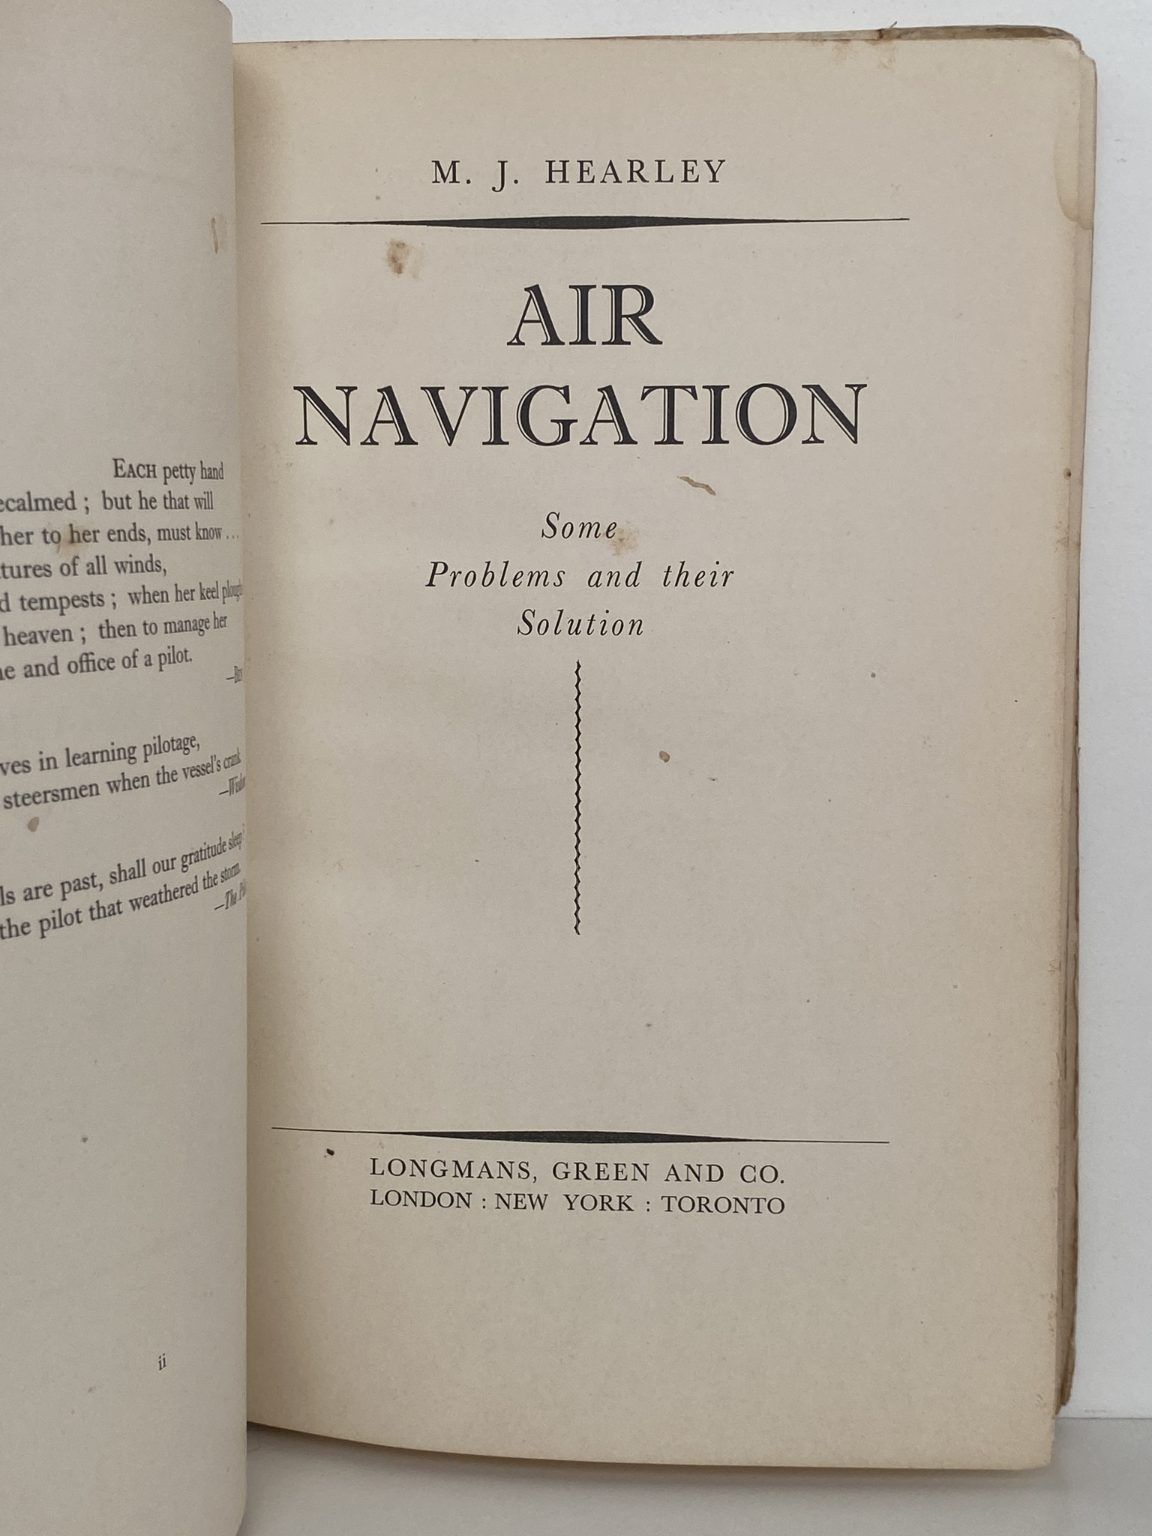 EACH petty hand
ecalmed ; but he that will
her to her ends, must know ...
tures of all winds,
d tempests ; when her keel ploughs
heaven ; then to manage her
e and office of a pilot.
ves in learning pilotage,
steersmen when the vessel's crank
ls are past, shall our gratitude sleep
the pilot that weathered the storm.
ii
M. J. HEARLEY
AIR
NAVIGATION
Some
Problems and their
Solution
LONGMANS, GREEN AND CO.
LONDON : NEW YORK : TORONTO